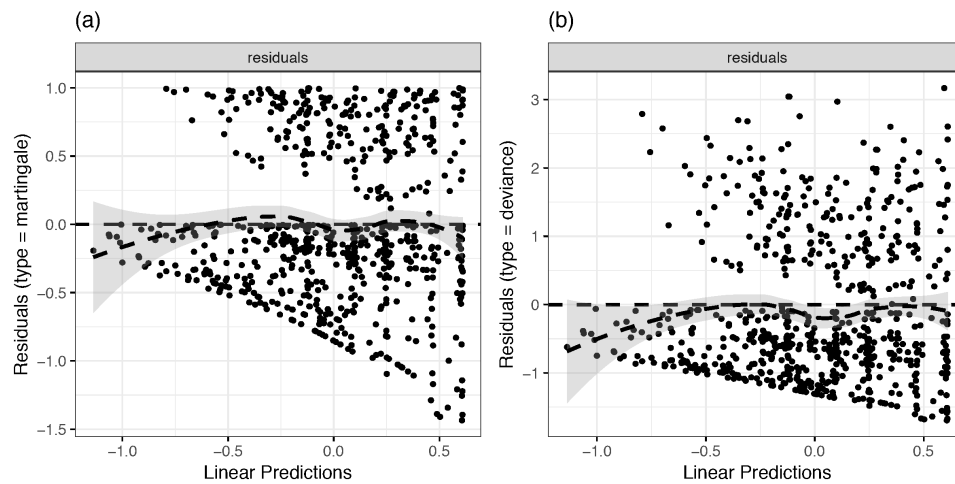 (a)
residuals
1.0
0.5
0.0
−0.5
−1.0
−1.5
−1.0
−0.5
0.0
0.5
Linear Predictions
Residuals (type = martingale)
(b)
residuals
3
2
1
0
−1
−1.0
−0.5
0.0
0.5
Linear Predictions
Residuals (type = deviance)